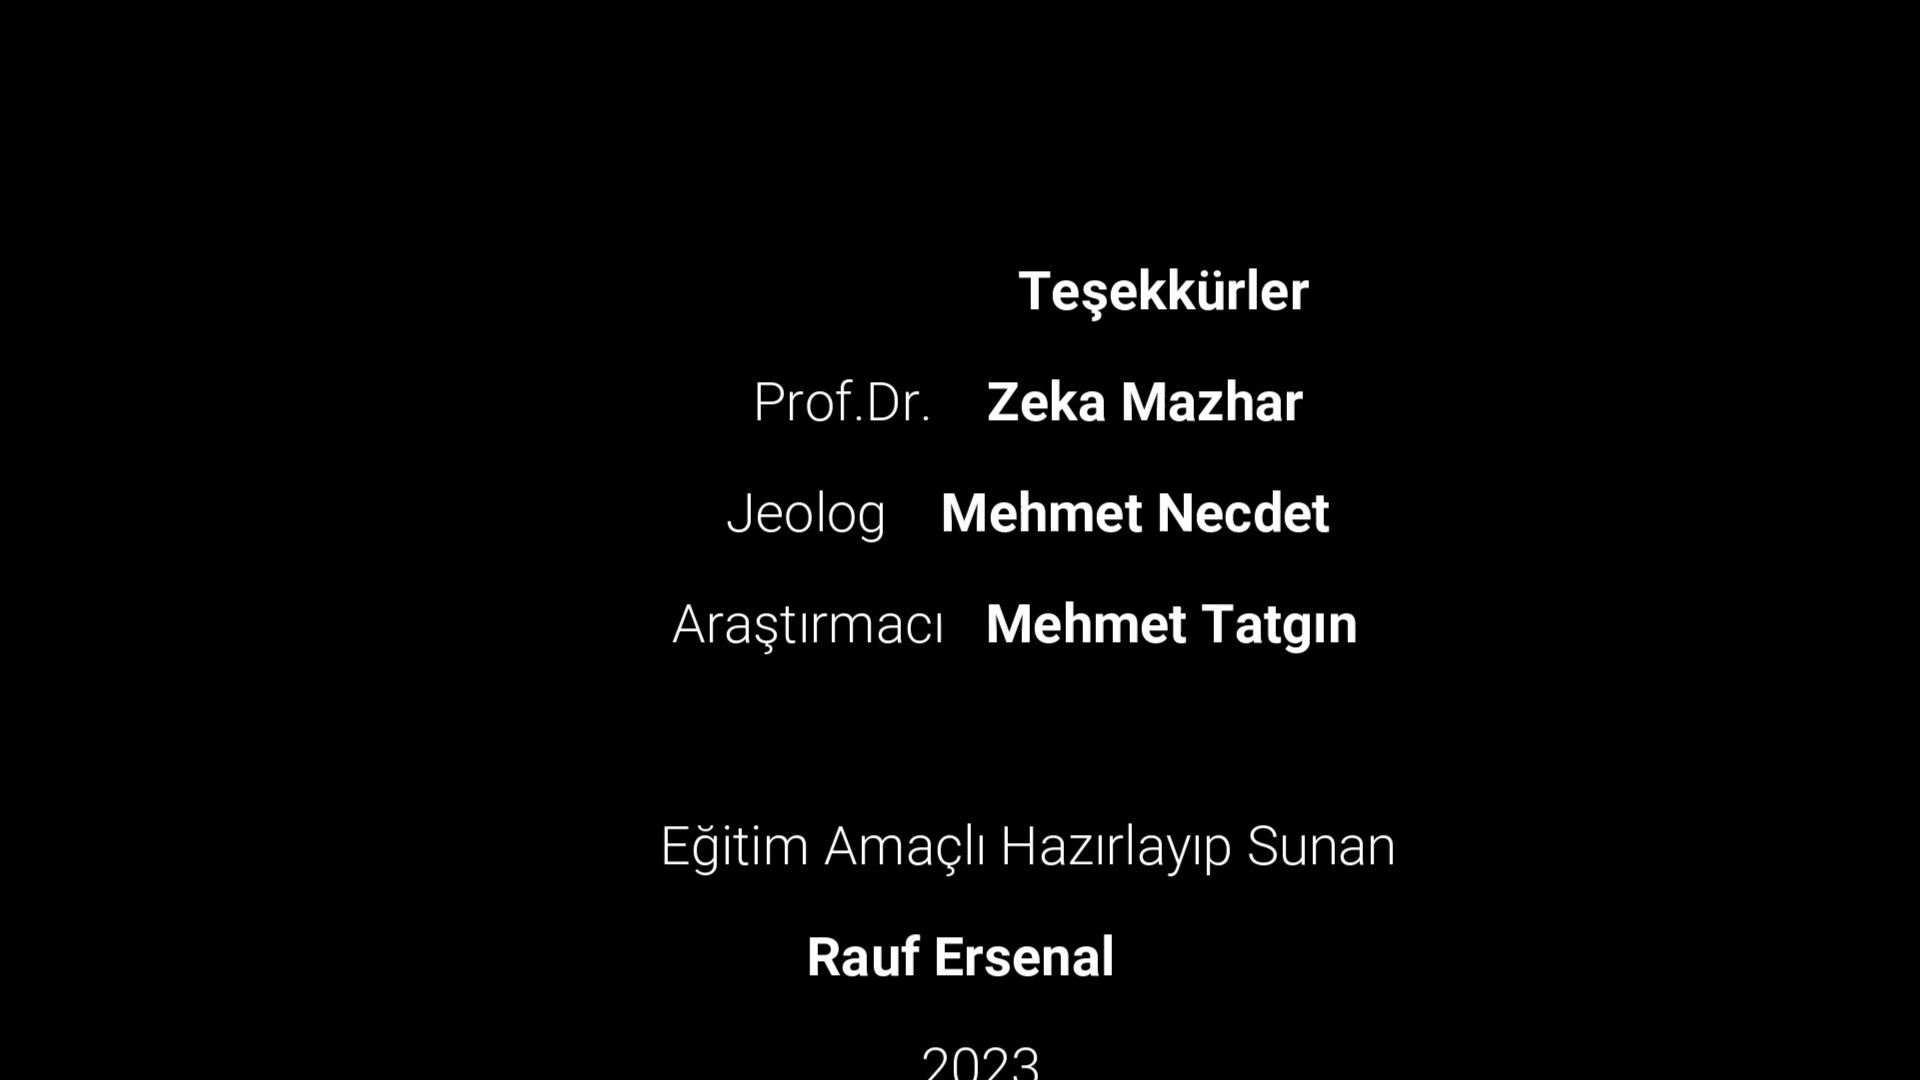 Teşekkürler
Prof.Dr. Zeka Mazhar
Jeolog Mehmet Necdet
Araştırmacı Mehmet Tatgın
Eğitim Amaçlı Hazırlayıp Sunan
Rauf Ersenal
2023